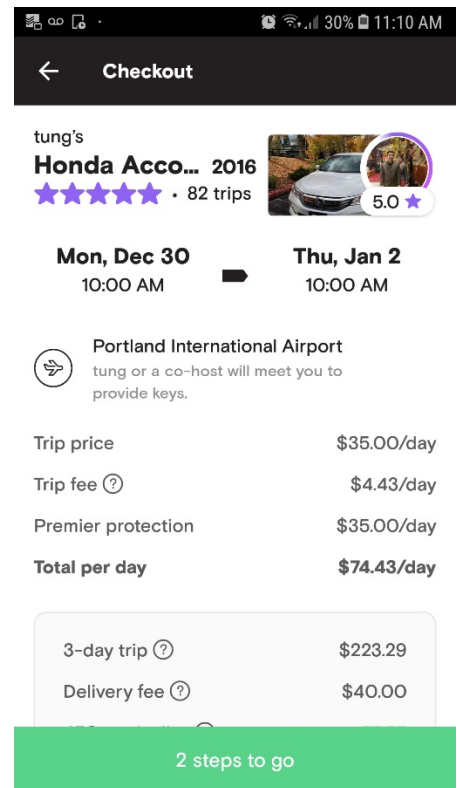 30% 11:10 AM
Checkout
tung's
Honda Acco... 2016
82 trips
5.0
Mon, Dec 30
Thu, Jan 2
10:00 AM
10:00 AM
Portland International Airport
tung or a co-host will meet you to
provide keys.
Trip price $35.00/day
Trip fee ? $4.43/day
Premier protection $35.00/day
Total per day $74.43/day
3-day trip ? $223.29
Delivery fee ? $40.00
2 steps to go